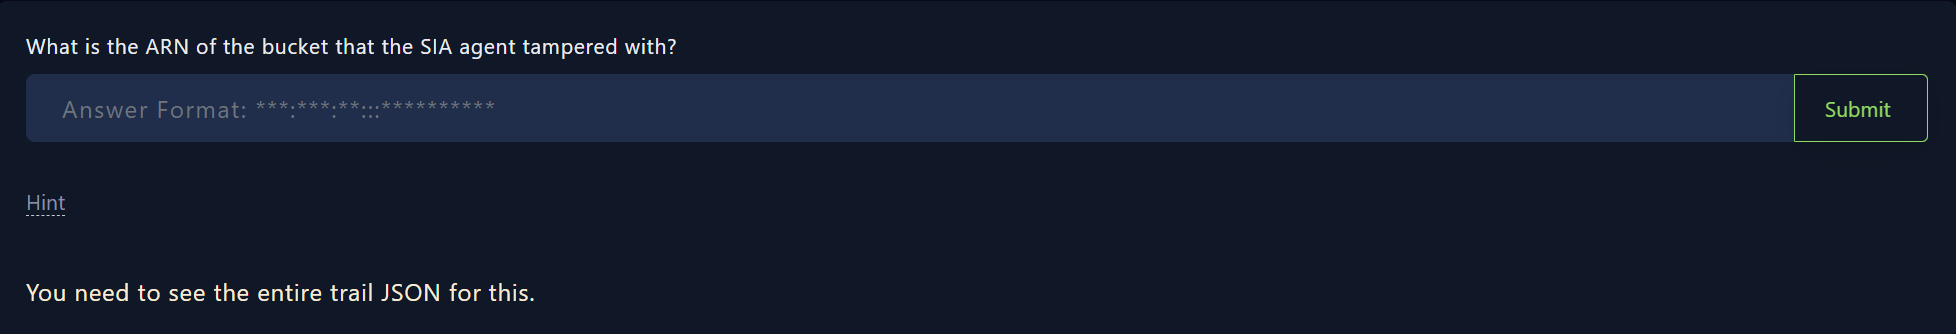 What is the ARN of the bucket that the SIA agent tampered with?
Answer Format: ***:***:**:::**********
Submit
Hint
You need to see the entire trail JSON for this.